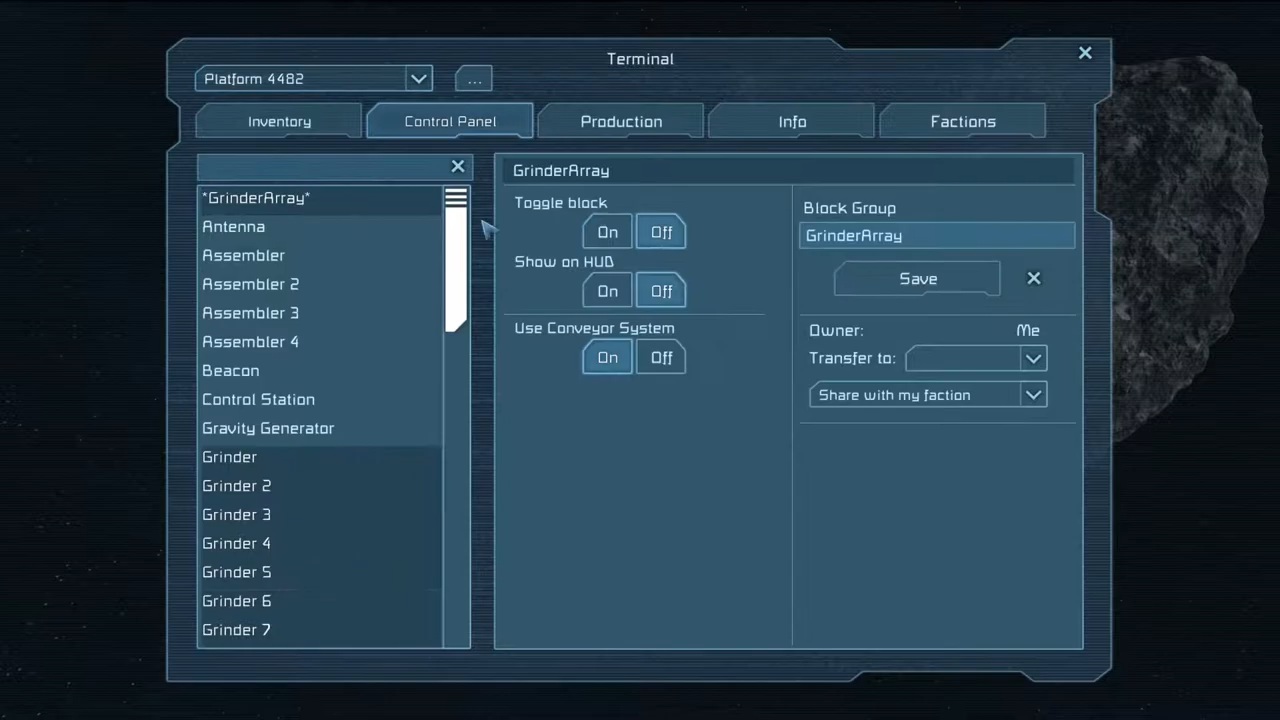 Terminal
Platform 4482
...
Inventory
Control Panel
Production
Info
Factions
*GrinderArray*
Antenna
Assembler
Assembler 2
Assembler 3
Assembler 4
Beacon
Control Station
Gravity Generator
Grinder
Grinder 2
Grinder 3
Grinder 4
Grinder 5
Grinder 6
Grinder 7
GrinderArray
Toggle block
On Off
Show on HUD
On Off
Use Conveyor System
On Off
Block Group
GrinderArray
Save
Owner: Me
Transfer to:
Share with my faction